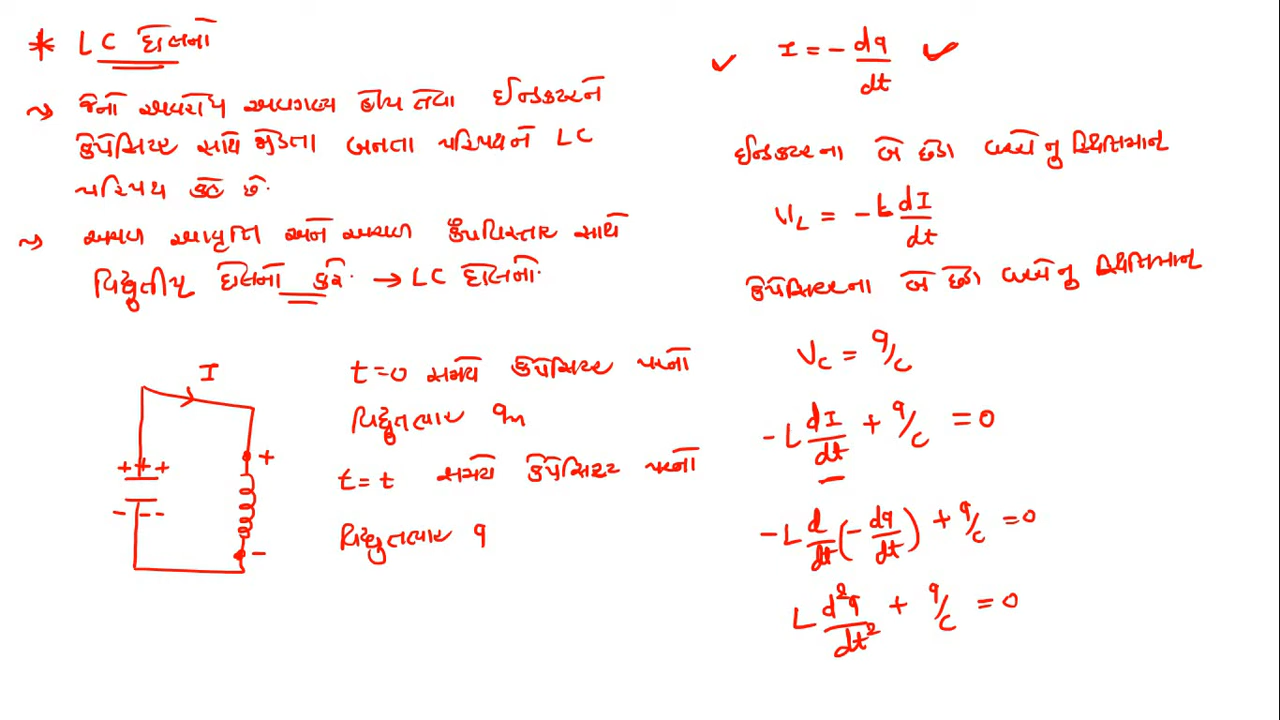 * LC દોલનો
→ જેનો અવરોધ અવગણ્ય હોય તેવા ઈન્ડક્ટરને
કેપેસિટર સાથે જોડતા બનતા પરિપથને LC
પરિપથ કહે છે.
→ અચળ આવૃત્તિ અને અચળ કંપવિસ્તાર સાથે
વિદ્યુતીય દોલનો કરે. → LC દોલનો.
I
+++
+
- --
-
t=0 સમયે કેપેસિટર પરનો
વિદ્યુતભાર qm
t=t સમયે કેપેસિટર પરનો
વિદ્યુતભાર q
✓ I = - dq/dt ✓
ઈન્ડક્ટરના બે છેડા વચ્ચેનું સ્થિતિમાન
VL = -L dI/dt
કેપેસિટરના બે છેડા વચ્ચેનું સ્થિતિમાન
Vc = q/c
-L dI/dt + q/c = 0
-L d/dt (- dq/dt) + q/c = 0
L d²q/dt² + q/c = 0